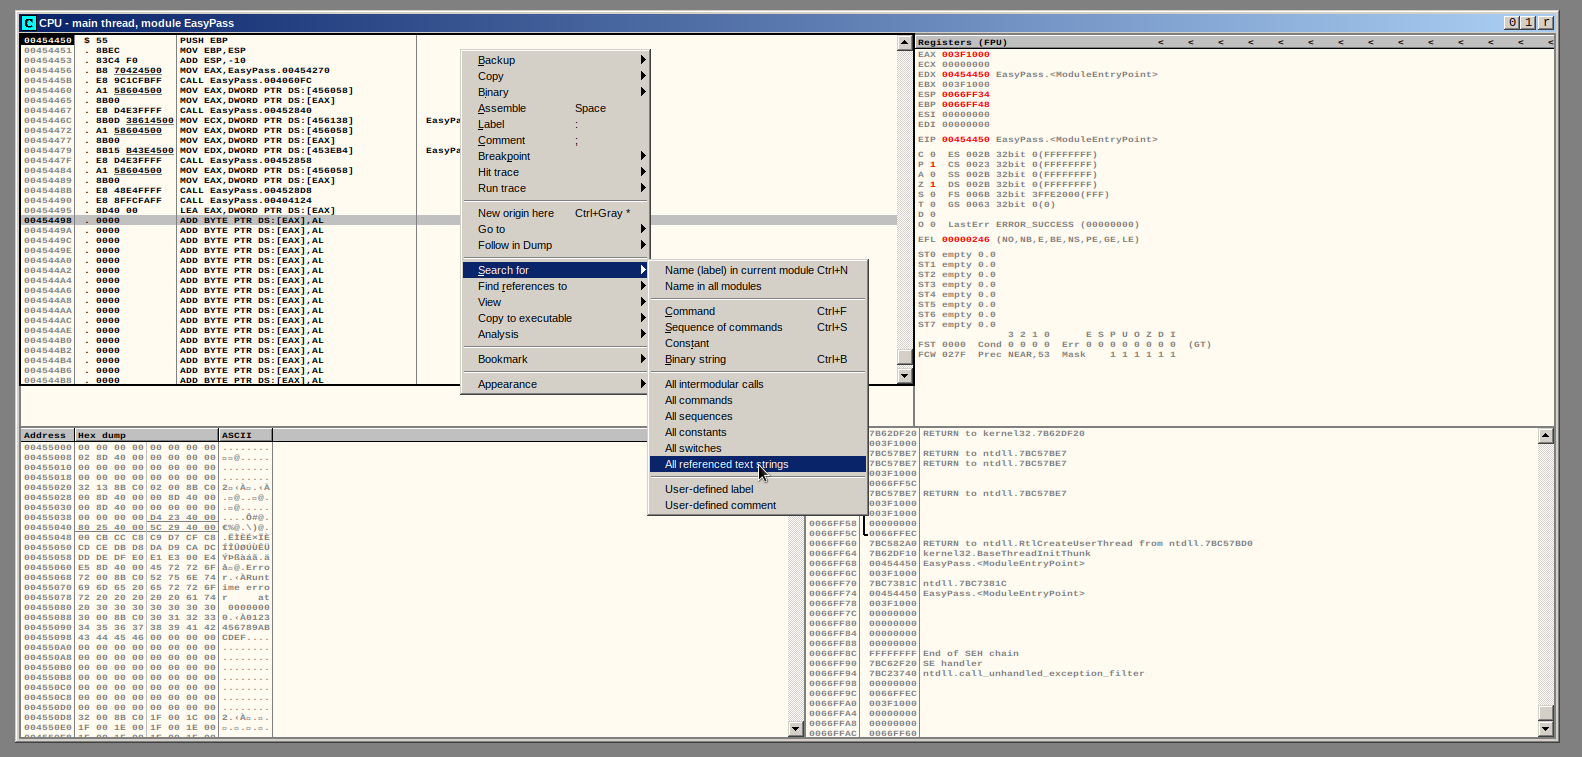 CPU - main thread, module EasyPass
00454450 $ 55 PUSH EBP
00454451 . 8BEC MOV EBP,ESP
00454453 . 83C4 F0 ADD ESP,-10
00454456 . B8 70424500 MOV EAX,EasyPass.00454270
0045445B . E8 9C1CFBFF CALL EasyPass.004060FC
00454460 . A1 58604500 MOV EAX,DWORD PTR DS:[456058]
00454465 . 8B00 MOV EAX,DWORD PTR DS:[EAX]
00454467 . E8 D4E3FFFF CALL EasyPass.00452840
0045446C . 8B0D 38614500 MOV ECX,DWORD PTR DS:[456138] EasyPa
00454472 . A1 58604500 MOV EAX,DWORD PTR DS:[456058]
00454477 . 8B00 MOV EAX,DWORD PTR DS:[EAX]
00454479 . 8B15 B43E4500 MOV EDX,DWORD PTR DS:[453EB4] EasyPa
0045447F . E8 D4E3FFFF CALL EasyPass.00452858
00454484 . A1 58604500 MOV EAX,DWORD PTR DS:[456058]
00454489 . 8B00 MOV EAX,DWORD PTR DS:[EAX]
0045448B . E8 48E4FFFF CALL EasyPass.004528D8
00454490 . E8 8FFCFAFF CALL EasyPass.00404124
00454495 . 8D40 00 LEA EAX,DWORD PTR DS:[EAX]
00454498 . 0000 ADD BYTE PTR DS:[EAX],AL
0045449A . 0000 ADD BYTE PTR DS:[EAX],AL
0045449C . 0000 ADD BYTE PTR DS:[EAX],AL
0045449E . 0000 ADD BYTE PTR DS:[EAX],AL
004544A0 . 0000 ADD BYTE PTR DS:[EAX],AL
004544A2 . 0000 ADD BYTE PTR DS:[EAX],AL
004544A4 . 0000 ADD BYTE PTR DS:[EAX],AL
004544A6 . 0000 ADD BYTE PTR DS:[EAX],AL
004544A8 . 0000 ADD BYTE PTR DS:[EAX],AL
004544AA . 0000 ADD BYTE PTR DS:[EAX],AL
004544AC . 0000 ADD BYTE PTR DS:[EAX],AL
004544AE . 0000 ADD BYTE PTR DS:[EAX],AL
004544B0 . 0000 ADD BYTE PTR DS:[EAX],AL
004544B2 . 0000 ADD BYTE PTR DS:[EAX],AL
004544B4 . 0000 ADD BYTE PTR DS:[EAX],AL
004544B6 . 0000 ADD BYTE PTR DS:[EAX],AL
004544B8 . 0000 ADD BYTE PTR DS:[EAX],AL
Backup
Copy
Binary
Assemble Space
Label :
Comment ;
Breakpoint
Hit trace
Run trace
New origin here Ctrl+Gray *
Go to
Follow in Dump
Search for
Find references to
View
Copy to executable
Analysis
Bookmark
Appearance
Name (label) in current module Ctrl+N
Name in all modules
Command Ctrl+F
Sequence of commands Ctrl+S
Constant
Binary string Ctrl+B
All intermodular calls
All commands
All sequences
All constants
All switches
All referenced text strings
User-defined label
User-defined comment
Registers (FPU) < < < < < < < < < < < < < <
EAX 003F1000
ECX 00000000
EDX 00454450 EasyPass.<ModuleEntryPoint>
EBX 003F1000
ESP 0066FF34
EBP 0066FF48
ESI 00000000
EDI 00000000
EIP 00454450 EasyPass.<ModuleEntryPoint>
C 0 ES 002B 32bit 0(FFFFFFFF)
P 1 CS 0023 32bit 0(FFFFFFFF)
A 0 SS 002B 32bit 0(FFFFFFFF)
Z 1 DS 002B 32bit 0(FFFFFFFF)
S 0 FS 006B 32bit 3FFE2000(FFF)
T 0 GS 0063 32bit 0(0)
D 0
O 0 LastErr ERROR_SUCCESS (00000000)
EFL 00000246 (NO,NB,E,BE,NS,PE,GE,LE)
ST0 empty 0.0
ST1 empty 0.0
ST2 empty 0.0
ST3 empty 0.0
ST4 empty 0.0
ST5 empty 0.0
ST6 empty 0.0
ST7 empty 0.0
3 2 1 0 E S P U O Z D I
FST 0000 Cond 0 0 0 0 Err 0 0 0 0 0 0 0 0 (GT)
FCW 027F Prec NEAR,53 Mask 1 1 1 1 1 1
Address Hex dump ASCII
00455000 00 00 00 00 00 00 00 00 ........
00455010 00 00 00 00 00 00 00 00 ........
00455018 00 00 00 00 00 00 00 00 ........
00455020 32 13 8B C0 02 00 8B C0
00455028 00 8D 40 00 00 8D 40 00
00455030 00 8D 40 00 00 00 00 00
00455038 00 00 00 00 D4 23 40 00 ....Ô#@.
00455040 80 25 40 00 5C 29 40 00 €%@.\)@.
00455048 00 CB CC C8 C9 D7 CF C8
00455050 CD CE DB D8 DA D9 CA DC
00455058 DD DE DF E0 E1 E3 00 E4
00455060 E5 8D 40 00 45 72 72 6F
00455068 72 00 8B C0 52 75 6E 74 r.‹ÀRunt
00455070 69 6D 65 20 65 72 72 6F ime erro
00455078 72 20 20 20 20 20 61 74 r     at
00455080 20 30 30 30 30 30 30 30 0000000
00455088 30 00 8B C0 30 31 32 33 0.‹À0123
00455090 34 35 36 37 38 39 41 42 456789AB
00455098 43 44 45 46 00 00 00 00 CDEF....
004550A0 00 00 00 00 00 00 00 00 ........
004550A8 00 00 00 00 00 00 00 00 ........
004550B0 00 00 00 00 00 00 00 00 ........
004550B8 00 00 00 00 00 00 00 00 ........
004550C0 00 00 00 00 00 00 00 00 ........
004550C8 00 00 00 00 00 00 00 00 ........
004550D0 00 00 00 00 00 00 00 00 ........
004550D8 32 00 8B C0 1F 00 1C 00
004550E0 1F 00 1E 00 1F 00 1E 00
7B62DF20 RETURN to kernel32.7B62DF20
003F1000
7BC57BE7 RETURN to ntdll.7BC57BE7
7BC57BE7 RETURN to ntdll.7BC57BE7
003F1000
0066FF5C
7BC57BE7 RETURN to ntdll.7BC57BE7
003F1000
003F1000
0066FF58 00000000
0066FF5C 0066FFEC
0066FF60 7BC582A0 RETURN to ntdll.RtlCreateUserThread from ntdll.7BC57BD0
0066FF64 7B62DF10 kernel32.BaseThreadInitThunk
0066FF68 00454450 EasyPass.<ModuleEntryPoint>
0066FF6C 003F1000
0066FF70 7BC7381C ntdll.7BC7381C
0066FF74 00454450 EasyPass.<ModuleEntryPoint>
0066FF78 003F1000
0066FF7C 00000000
0066FF80 00000000
0066FF84 00000000
0066FF88 00000000
0066FF8C FFFFFFFF End of SEH chain
0066FF90 7BC62F20 SE handler
0066FF94 7BC23740 ntdll.call_unhandled_exception_filter
0066FF98 00000000
0066FF9C 0066FFEC
0066FFA0 003F1000
0066FFA4 00000000
0066FFA8 00000000
0066FFAC 0066FF60